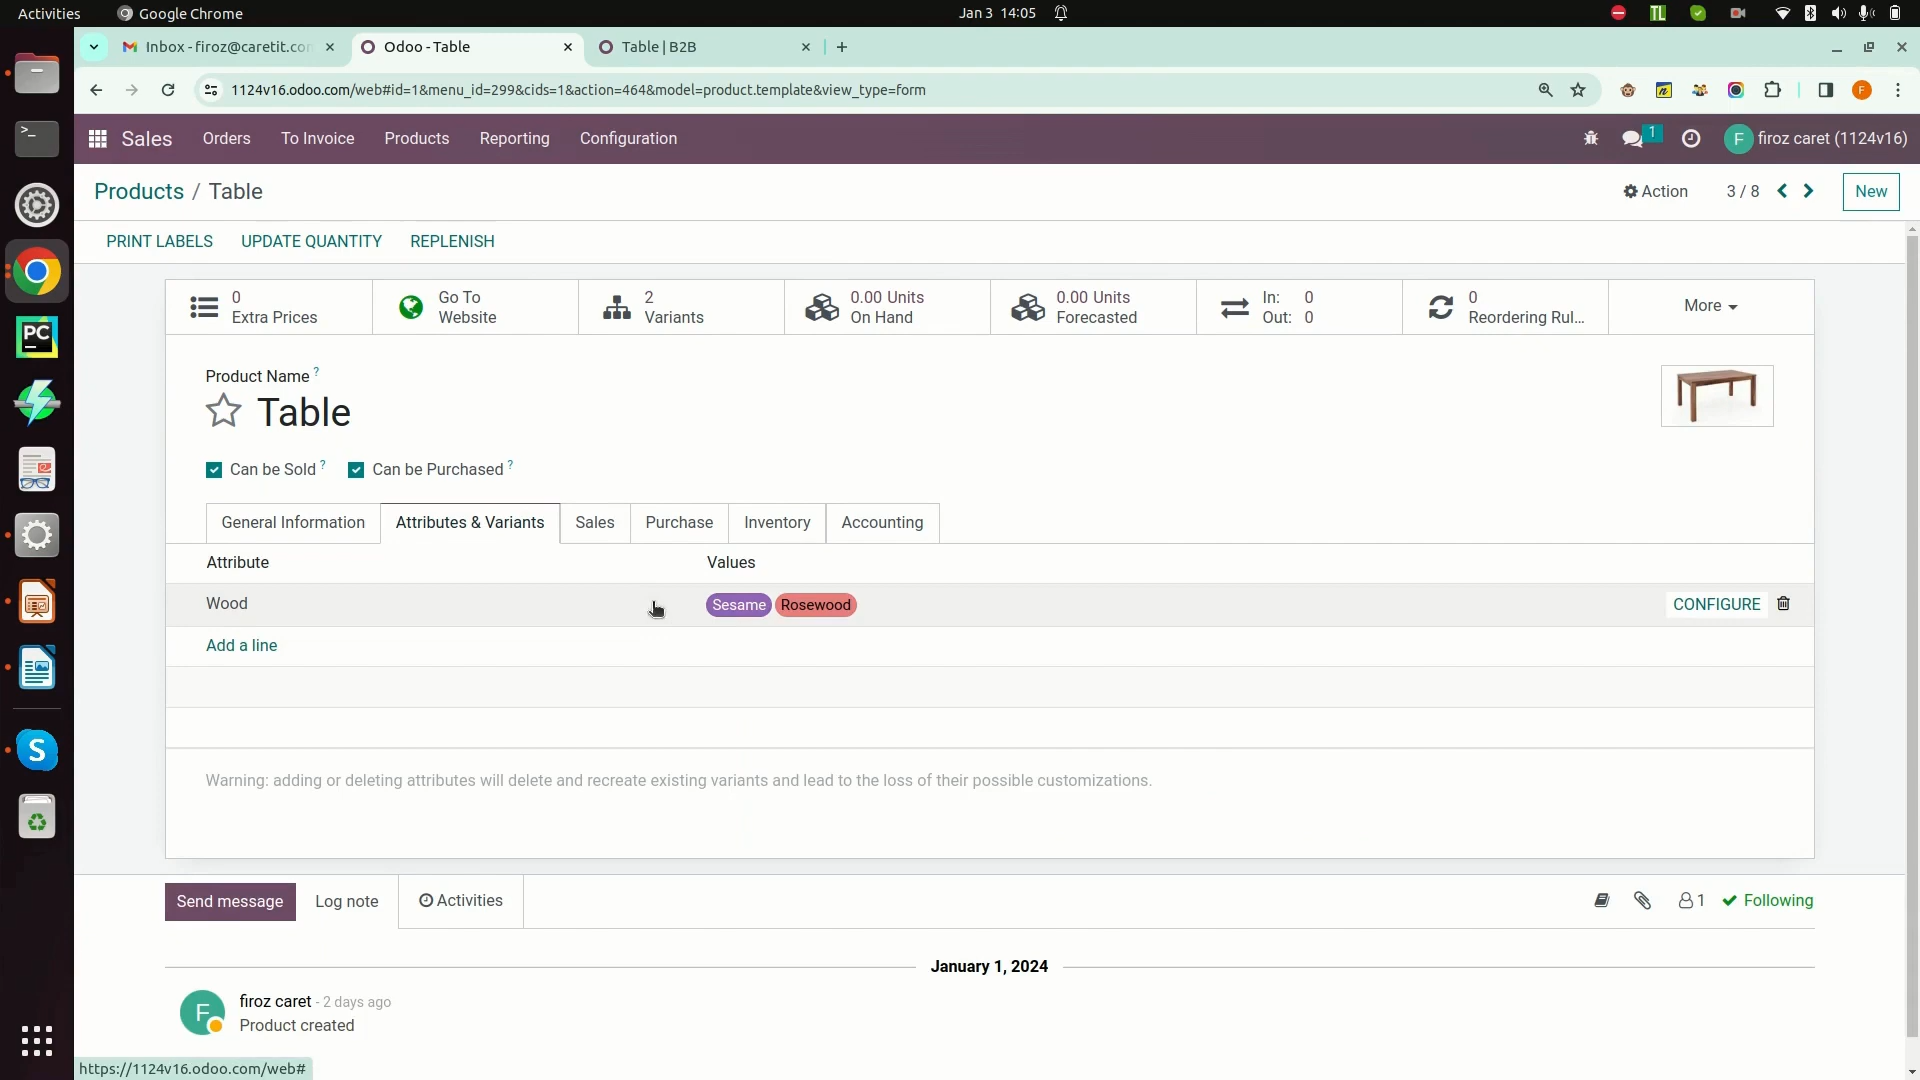 Activities
Google Chrome
Jan 3 14:05
TL
Inbox - firoz@caretit.con
Odoo - Table
Table | B2B
1124v16.odoo.com/web#id=1&menu_id=299&cids=1&action=464&model=product.template&view_type=form
F
Sales Orders To Invoice Products Reporting Configuration
1
F firoz caret (1124v16)
Products / Table
Action 3 / 8 New
PRINT LABELS UPDATE QUANTITY REPLENISH
0 Extra Prices
Go To Website
2 Variants
0.00 Units On Hand
0.00 Units Forecasted
In: 0
Out: 0
0 Reordering Rul...
More
Product Name ?
Table
Can be Sold ? Can be Purchased ?
General Information Attributes & Variants Sales Purchase Inventory Accounting
Attribute Values
Wood Sesame Rosewood CONFIGURE
Add a line
Warning: adding or deleting attributes will delete and recreate existing variants and lead to the loss of their possible customizations.
Send message Log note Activities 1 Following
January 1, 2024
F firoz caret - 2 days ago
Product created
https://1124v16.odoo.com/web#
PC
S